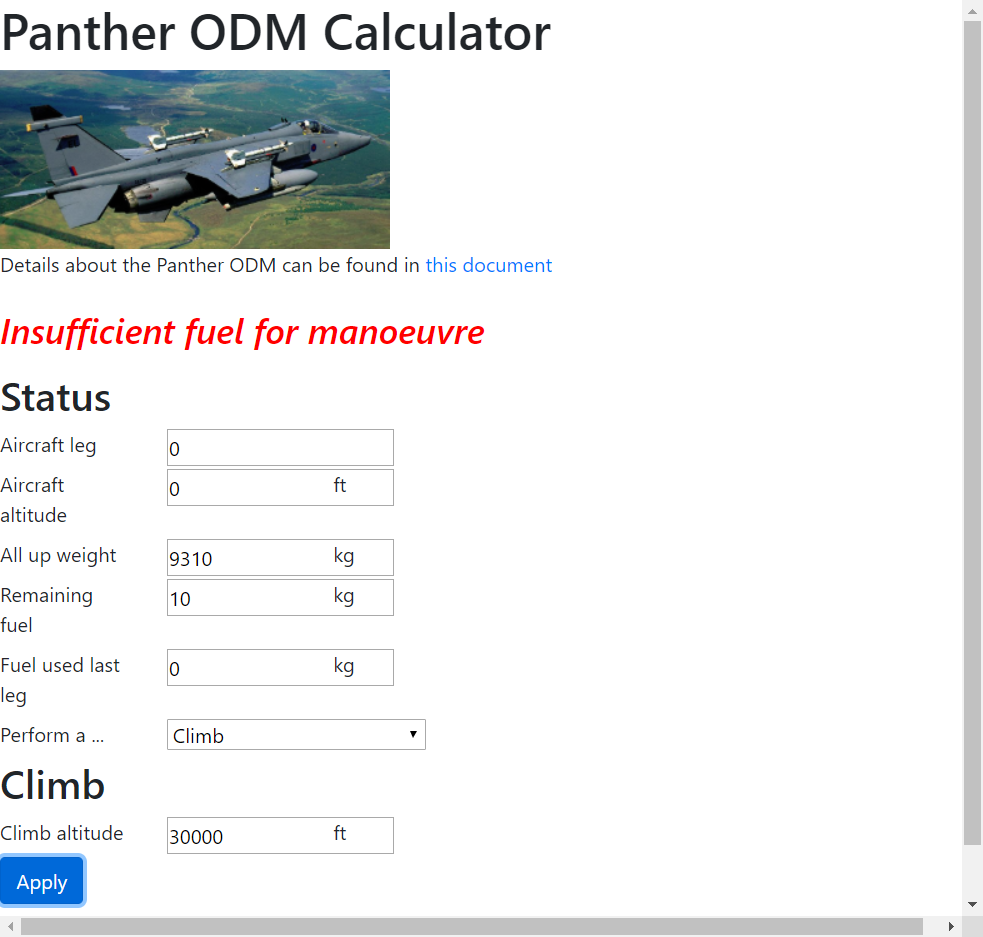 Panther ODM Calculator
Details about the Panther ODM can be found in this document
Insufficient fuel for manoeuvre
Status
Aircraft leg 0
Aircraft altitude 0 ft
All up weight 9310 kg
Remaining fuel 10 kg
Fuel used last leg 0 kg
Perform a ... Climb
Climb
Climb altitude 30000 ft
Apply